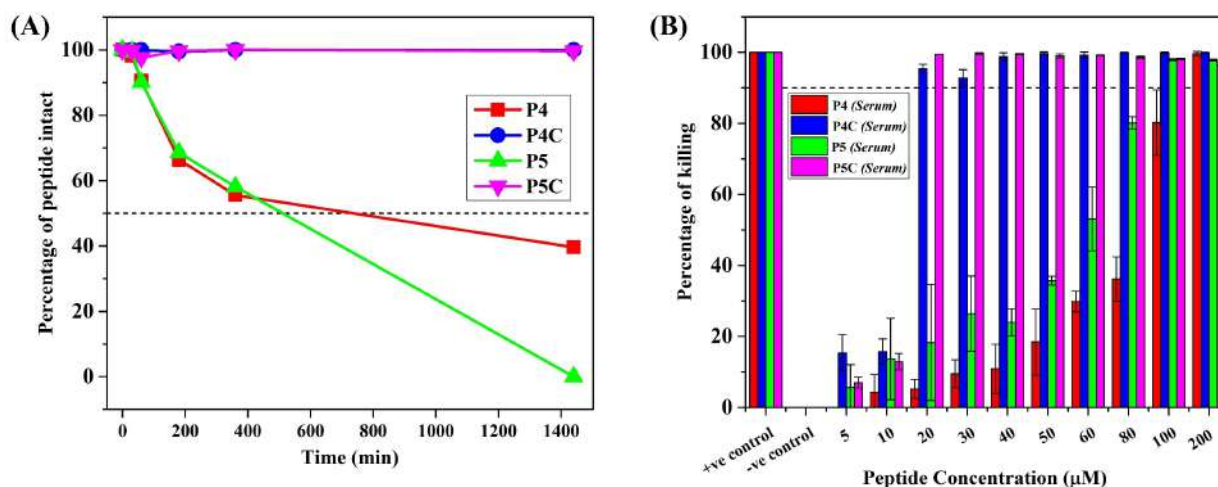 (A)
Percentage of peptide intact
100
80
60
40
20
0
P4
P4C
P5
P5C
0
200
400
600
800
1000
1200
1400
Time (min)
(B)
Percentage of killing
100
80
60
40
20
0
P4 (Serum)
P4C (Serum)
P5 (Serum)
P5C (Serum)
+ve control
-ve control
5
10
20
30
40
50
60
80
100
200
Peptide Concentration (μM)